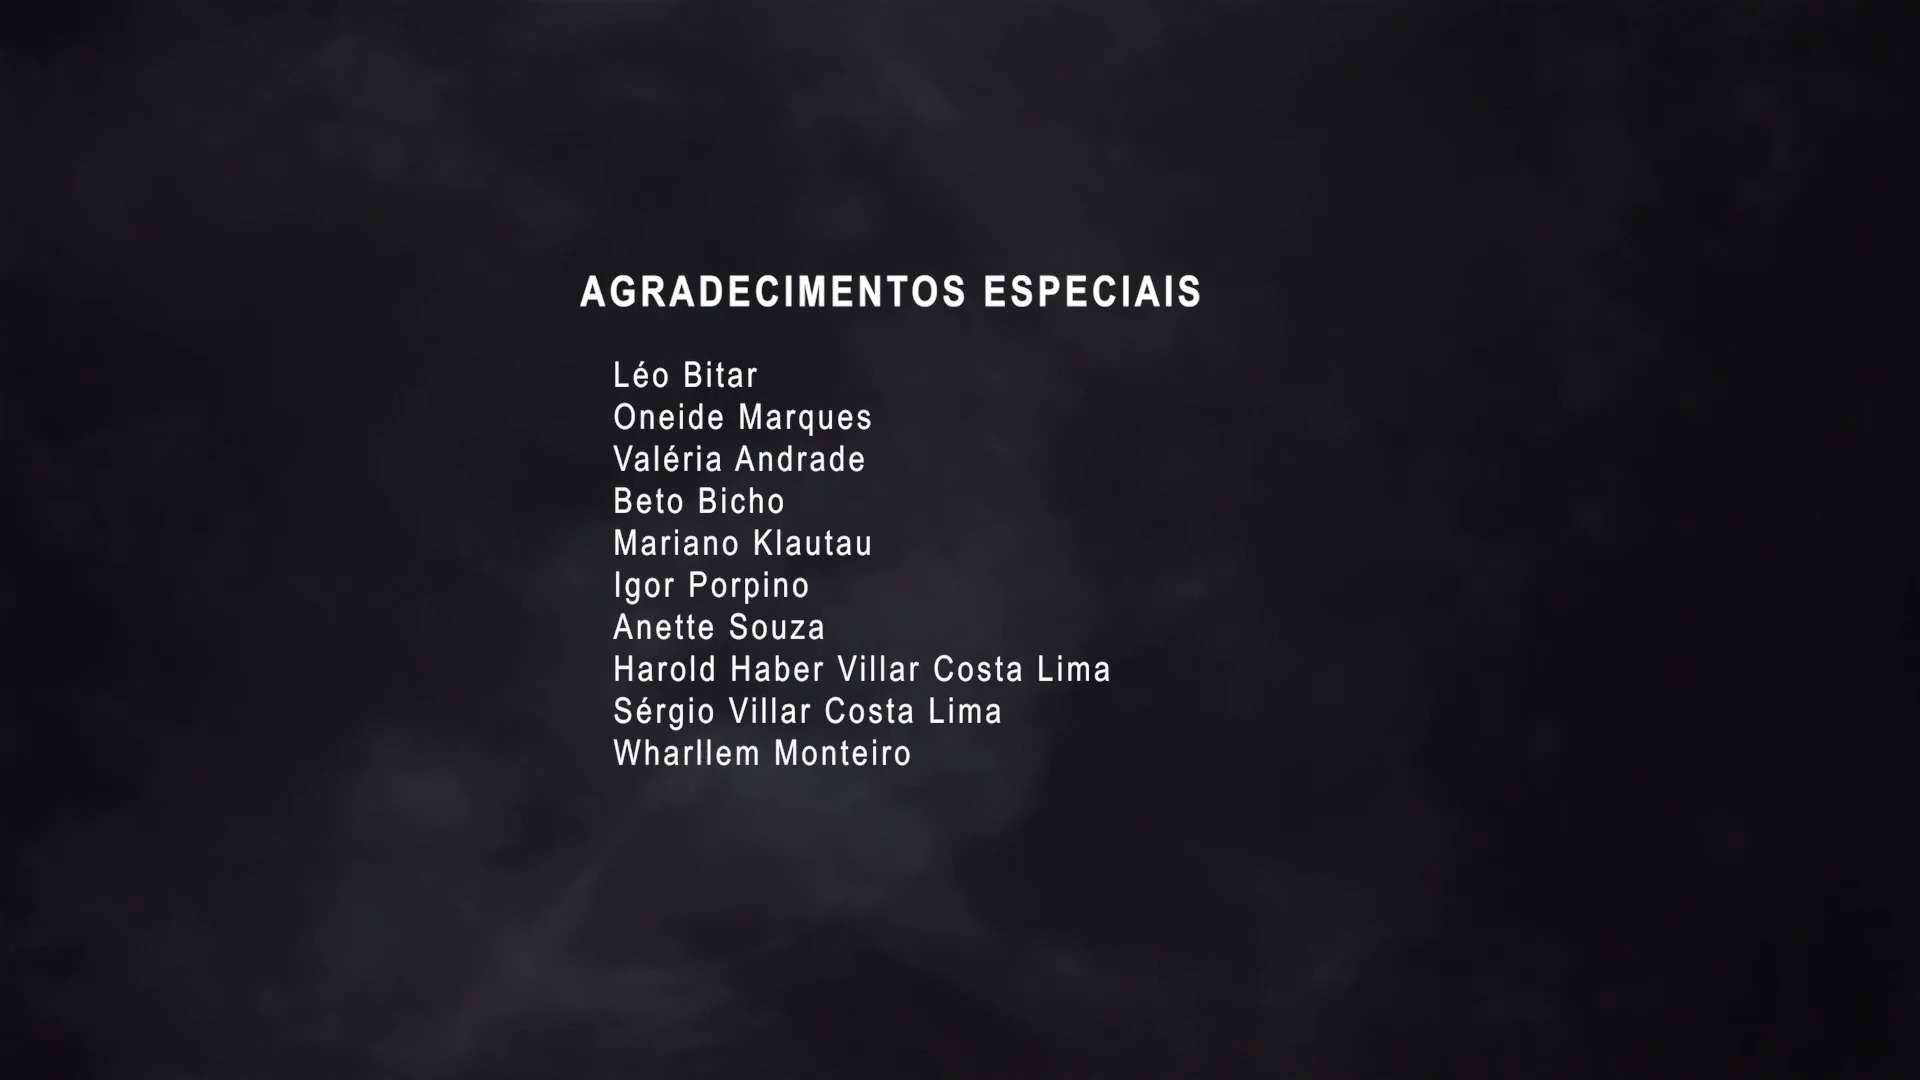 AGRADECIMENTOS ESPECIAIS
Léo Bitar
Oneide Marques
Valéria Andrade
Beto Bicho
Mariano Klautau
Igor Porpino
Anette Souza
Harold Haber Villar Costa Lima
Sérgio Villar Costa Lima
Wharllem Monteiro